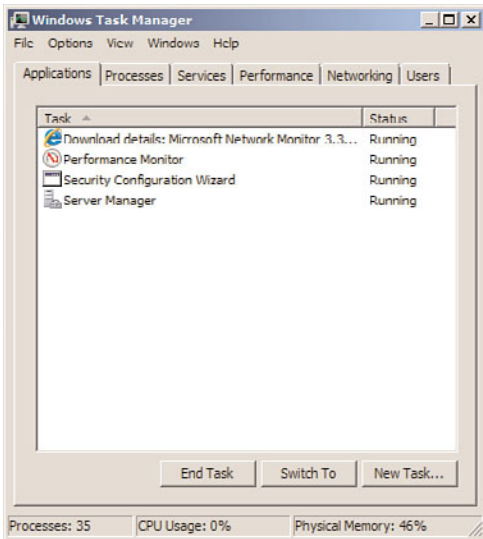 Windows Task Manager
File Options View Windows Help
Applications Processes Services Performance Networking Users
Task Status
Download details: Microsoft Network Monitor 3.3... Running
Performance Monitor Running
Security Configuration Wizard Running
Server Manager Running
End Task Switch To New Task...
Processes: 35 CPU Usage: 0% Physical Memory: 46%